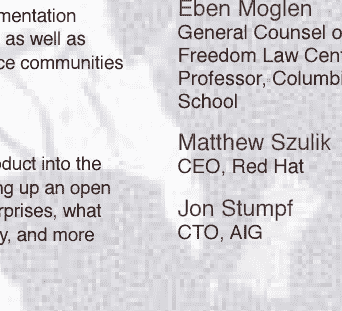 mentation
as well as
ce communities
oduct into the
ng up an open
rprises, what
y, and more
Eben Moglen
General Counsel o
Freedom Law Cent
Professor, Columbi
School
Matthew Szulik
CEO, Red Hat
Jon Stumpf
CTO, AIG